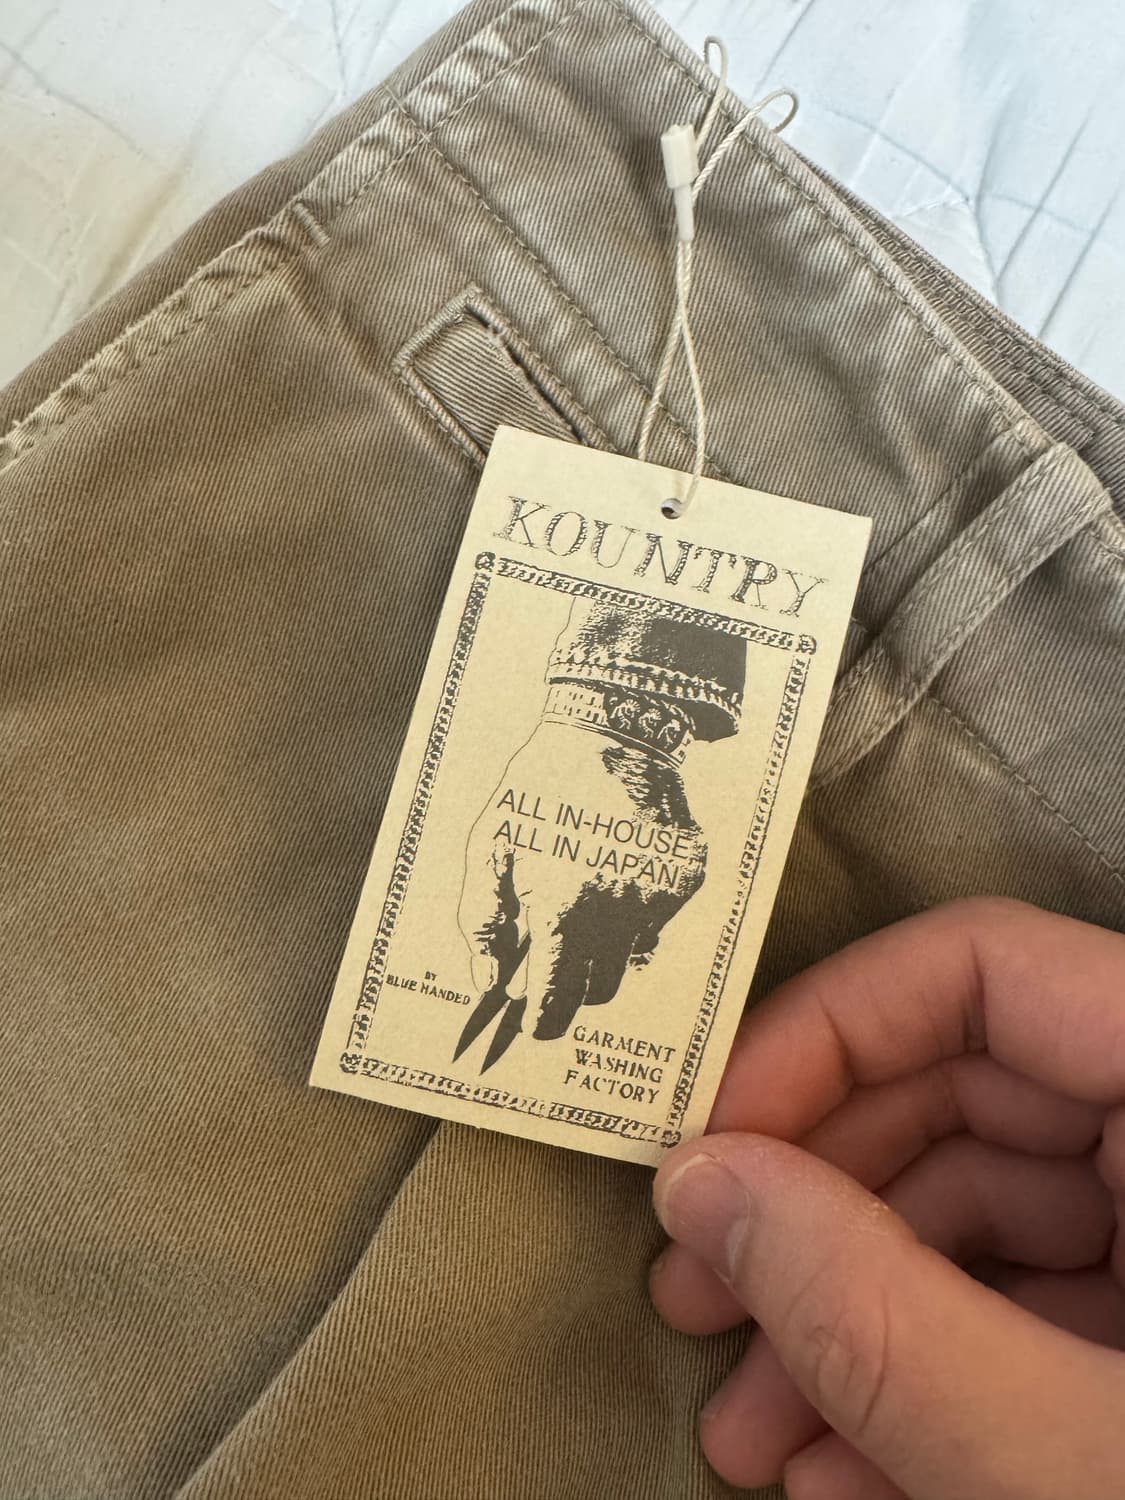 KOUNTRY
ALL IN-HOUSE
ALL IN JAPAN
BY
BLUE HANDED
GARMENT
WASHING
FACTORY